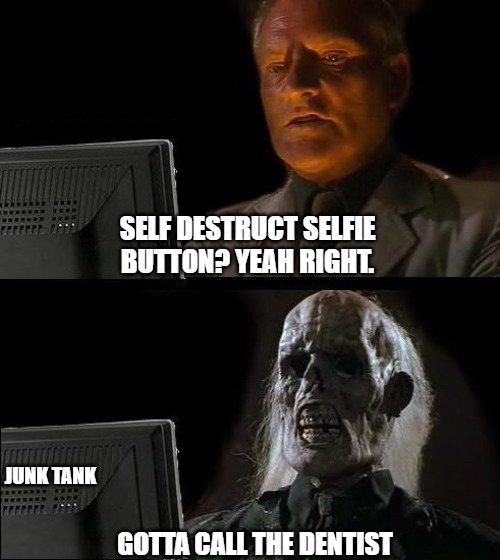 SELF DESTRUCT SELFIE
BUTTON? YEAH RIGHT.
JUNK TANK
GOTTA CALL THE DENTIST